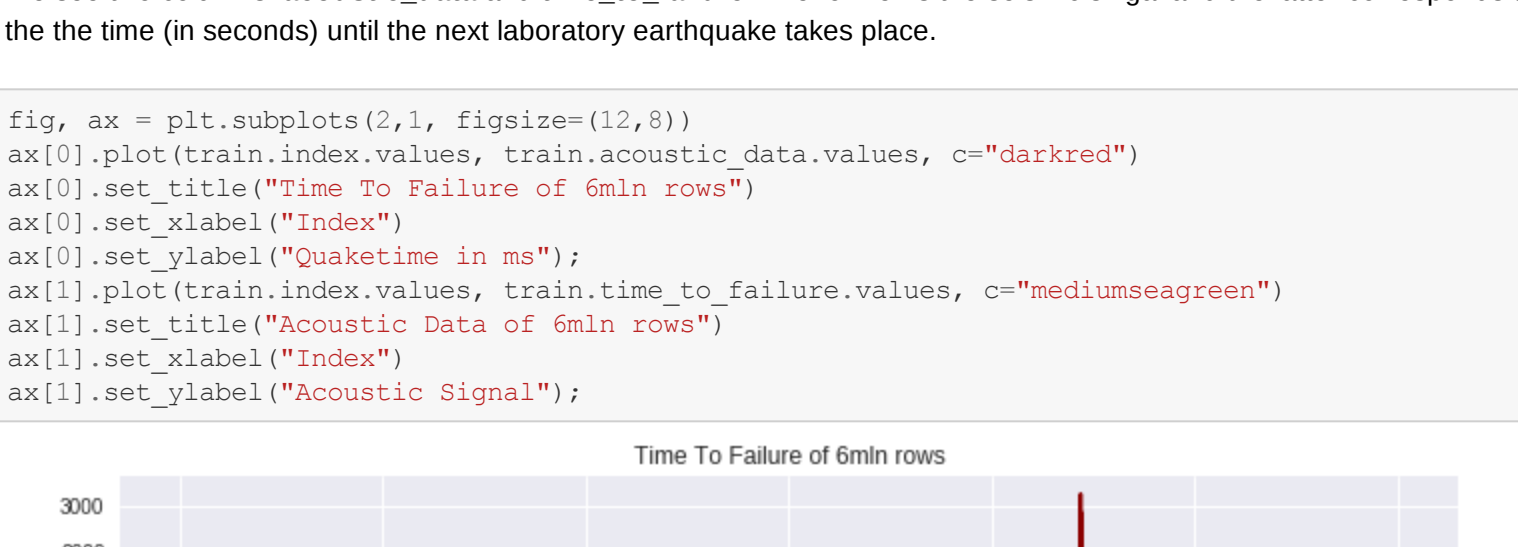 the the time (in seconds) until the next laboratory earthquake takes place.
fig, ax = plt.subplots(2,1, figsize=(12,8))
ax[0].plot(train.index.values, train.acoustic_data.values, c="darkred")
ax[0].set_title("Time To Failure of 6mln rows")
ax[0].set_xlabel("Index")
ax[0].set_ylabel("Quaketime in ms");
ax[1].plot(train.index.values, train.time_to_failure.values, c="mediumseagreen")
ax[1].set_title("Acoustic Data of 6mln rows")
ax[1].set_xlabel("Index")
ax[1].set_ylabel("Acoustic Signal");
Time To Failure of 6mln rows
3000